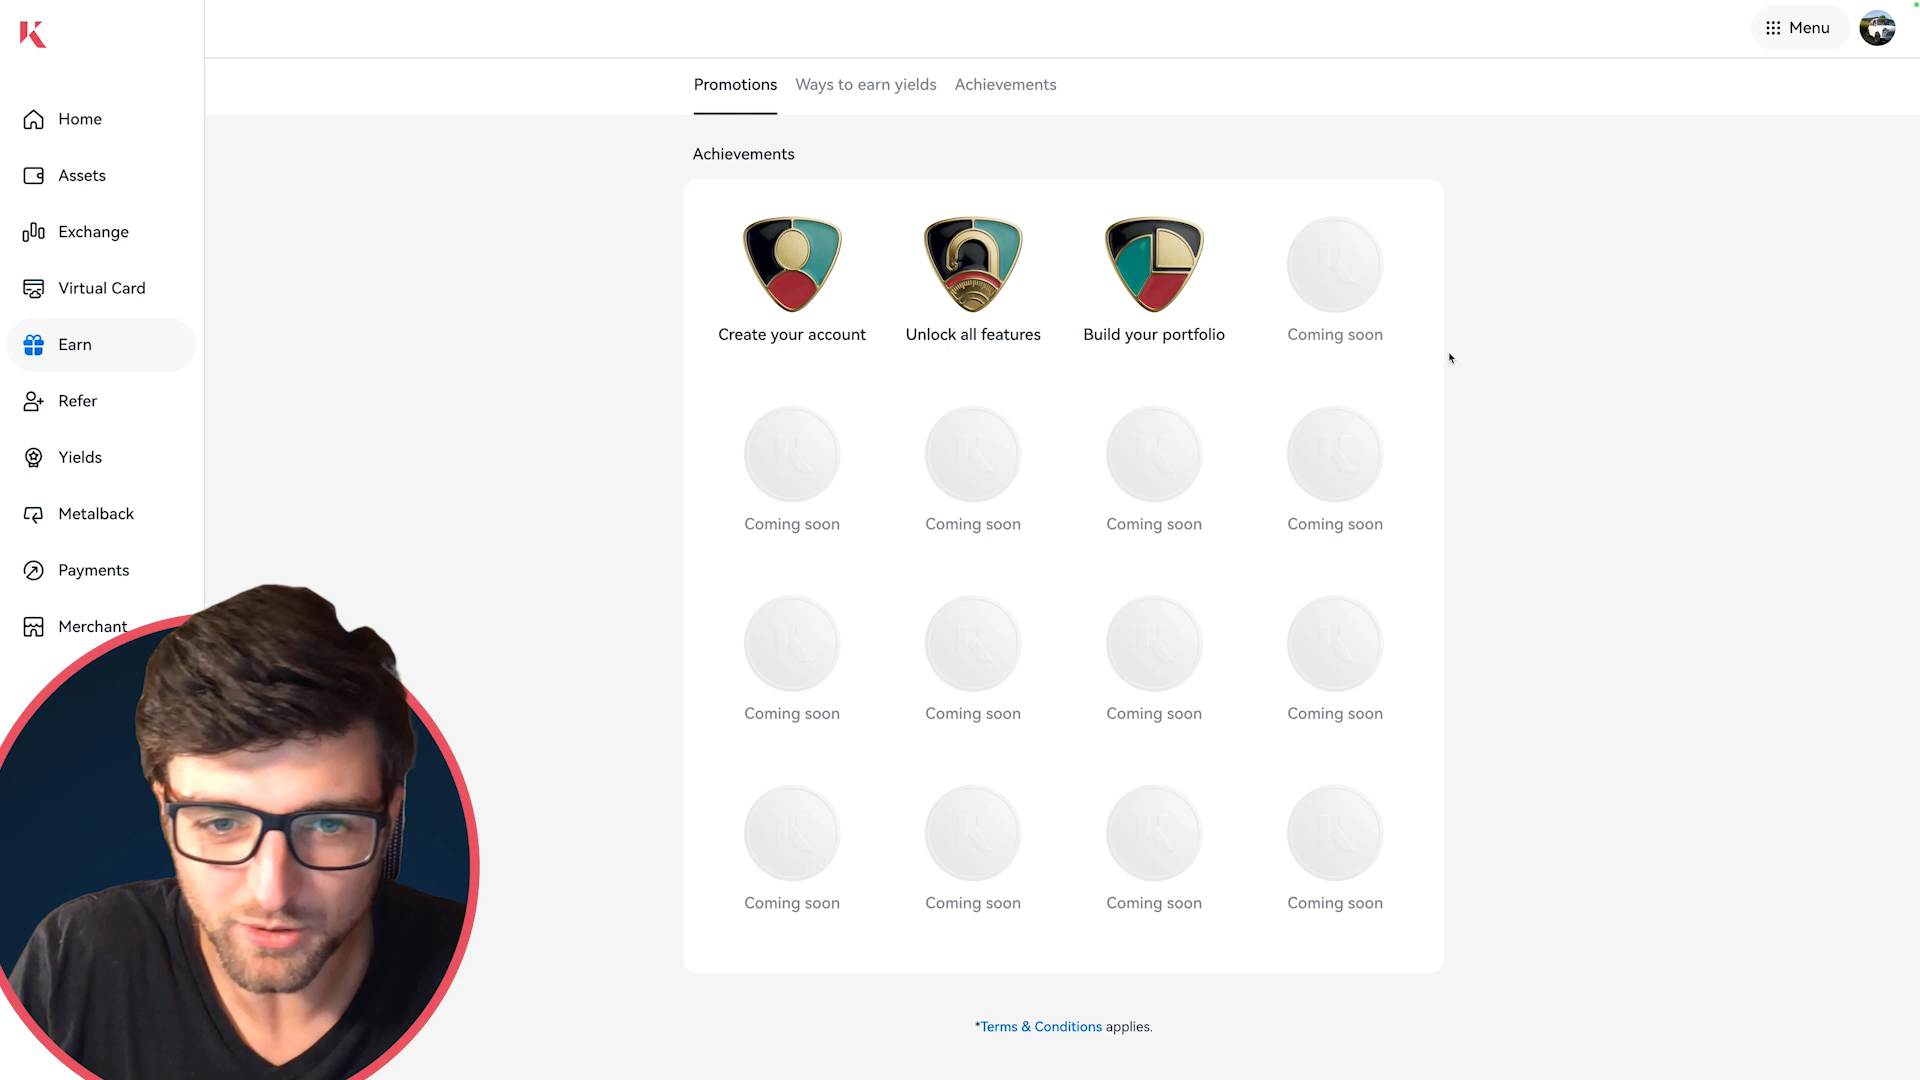 Menu
Home
Assets
Exchange
Virtual Card
Earn
Refer
Yields
Metalback
Payments
Merchant
Promotions Ways to earn yields Achievements
Achievements
Create your account Unlock all features Build your portfolio Coming soon
Coming soon Coming soon Coming soon Coming soon
Coming soon Coming soon Coming soon Coming soon
Coming soon Coming soon Coming soon Coming soon
*Terms & Conditions applies.